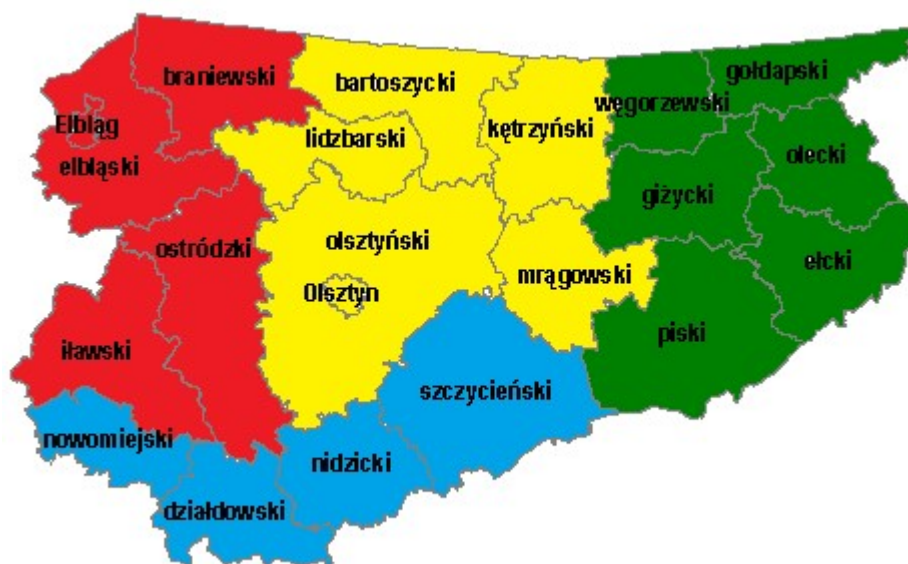 braniewski
bartoszycki
gołdapski
węgorzewski
kętrzyński
Elbląg
lidzbarski
elbląski
olecki
giżycki
ostródzki
olsztyński
ełcki
mrągowski
Olsztyn
piski
iławski
szczycieński
nowomiejski
nidzicki
działdowski